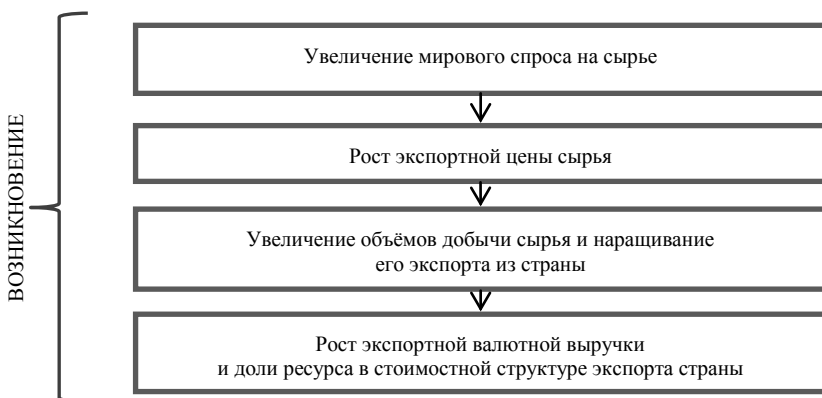 ВОЗНИКНОВЕНИЕ
Увеличение мирового спроса на сырье
Рост экспортной цены сырья
Увеличение объёмов добычи сырья и наращивание
его экспорта из страны
Рост экспортной валютной выручки
и доли ресурса в стоимостной структуре экспорта страны